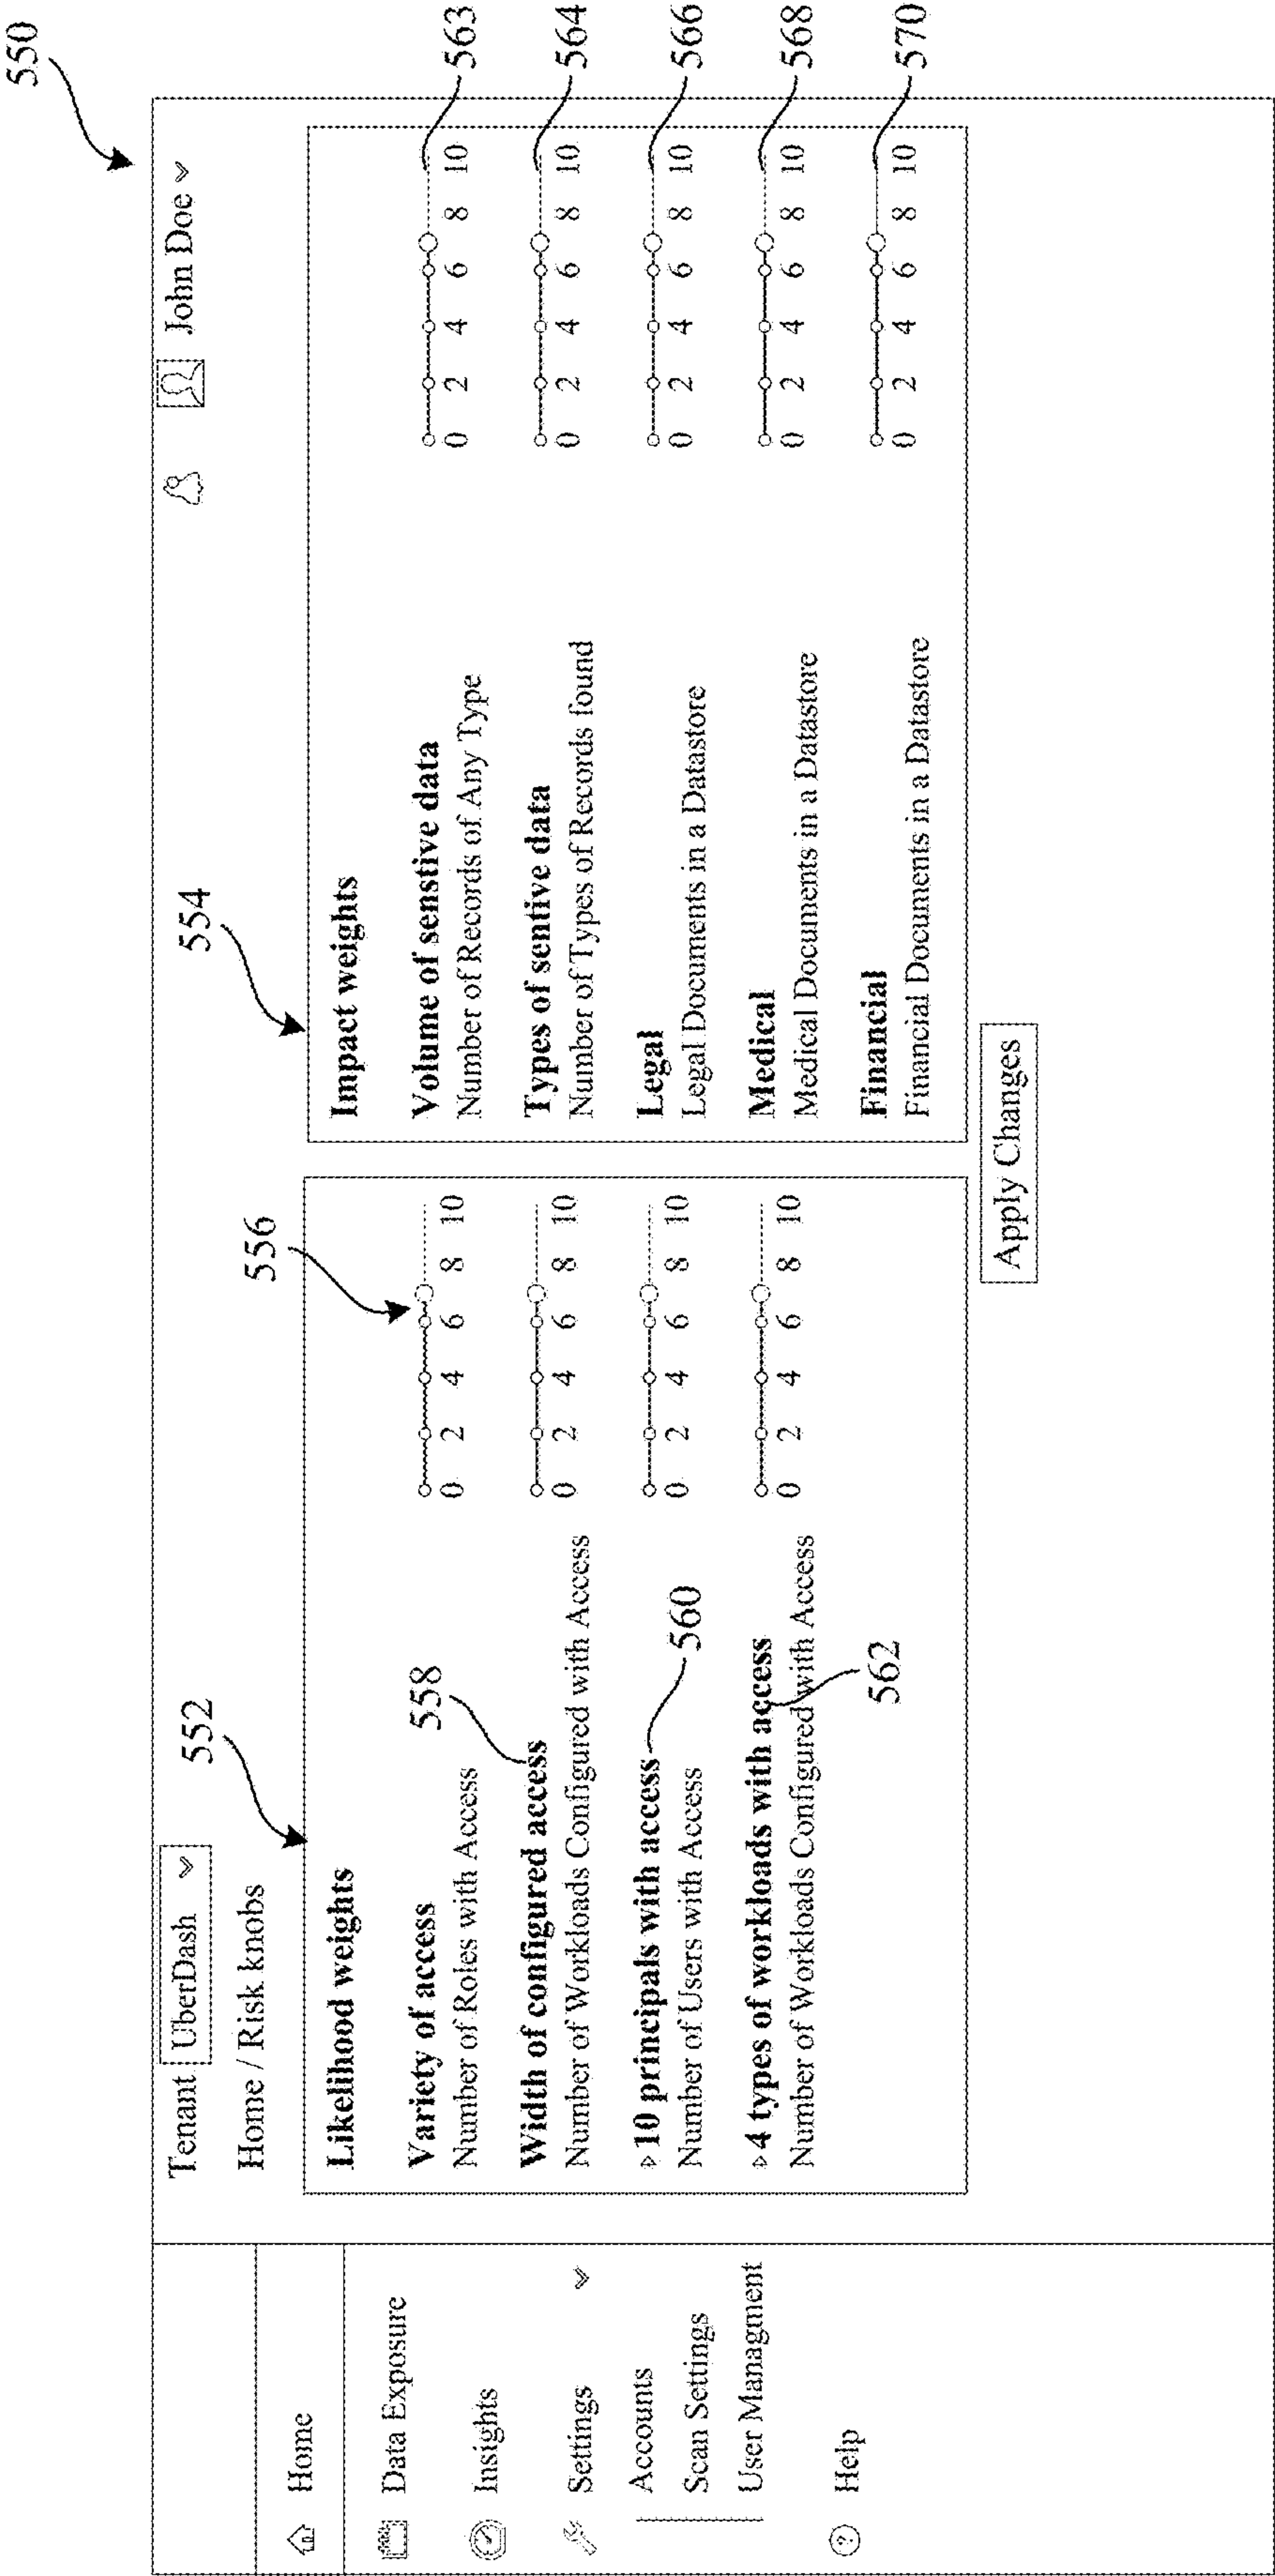 550
Tenant UberDash
John Doe
Home / Risk knobs
Home
Data Exposure
Insights
Settings
Accounts
Scan Settings
User Managment
Help
552
Likelihood weights
556
Variety of access
Number of Roles with Access
0 2 4 6 8 10
558
Width of configured access
Number of Workloads Configured with Access
0 2 4 6 8 10
10 principals with access
560
Number of Users with Access
0 2 4 6 8 10
4 types of workloads with access
Number of Workloads Configured with Access
0 2 4 6 8 10
562
554
Impact weights
Volume of senstive data
Number of Records of Any Type
0 2 4 6 8 10
563
Types of sentive data
Number of Types of Records found
0 2 4 6 8 10
564
Legal
Legal Documents in a Datastore
0 2 4 6 8 10
566
Medical
Medical Documents in a Datastore
0 2 4 6 8 10
568
Financial
Financial Documents in a Datastore
0 2 4 6 8 10
570
Apply Changes